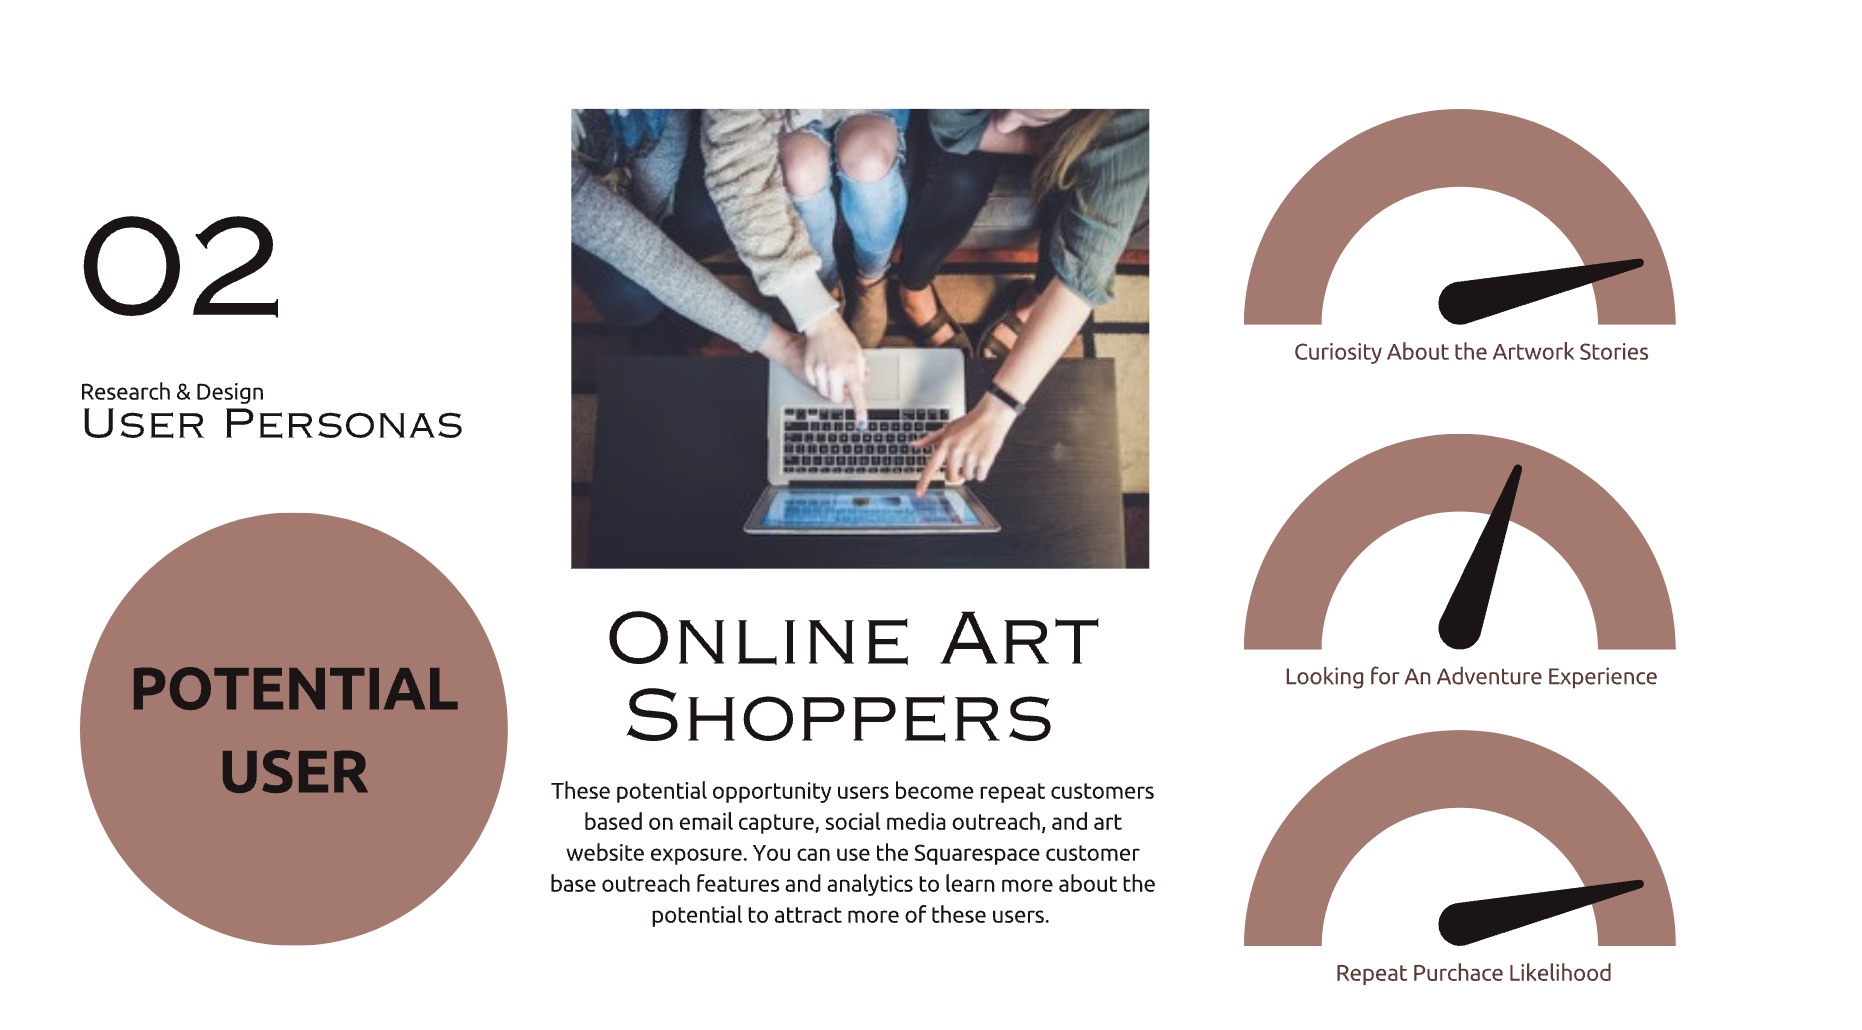 02
Research & Design
User Personas
POTENTIAL
USER
Online Art
Shoppers
These potential opportunity users become repeat customers
based on email capture, social media outreach, and art
website exposure. You can use the Squarespace customer
base outreach features and analytics to learn more about the
potential to attract more of these users.
Curiosity About the Artwork Stories
Looking for An Adventure Experience
Repeat Purchace Likelihood